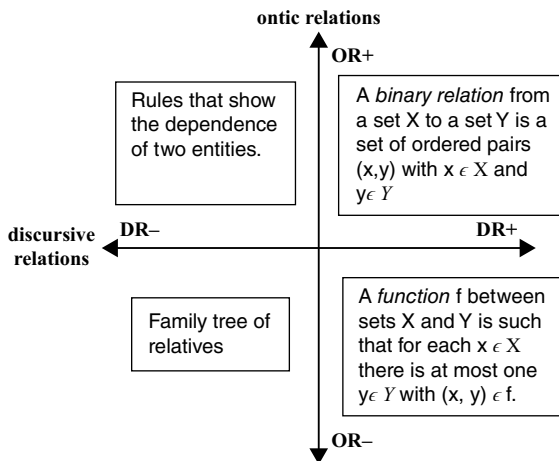 ontic relations
OR+
Rules that show
the dependence
of two entities.
A binary relation from
a set X to a set Y is a
set of ordered pairs
(x,y) with x ϵ X and
yϵ Y
DR–
DR+
discursive
relations
Family tree of
relatives
A function f between
sets X and Y is such
that for each x ϵ X
there is at most one
yϵ Y with (x, y) ϵ f.
OR–